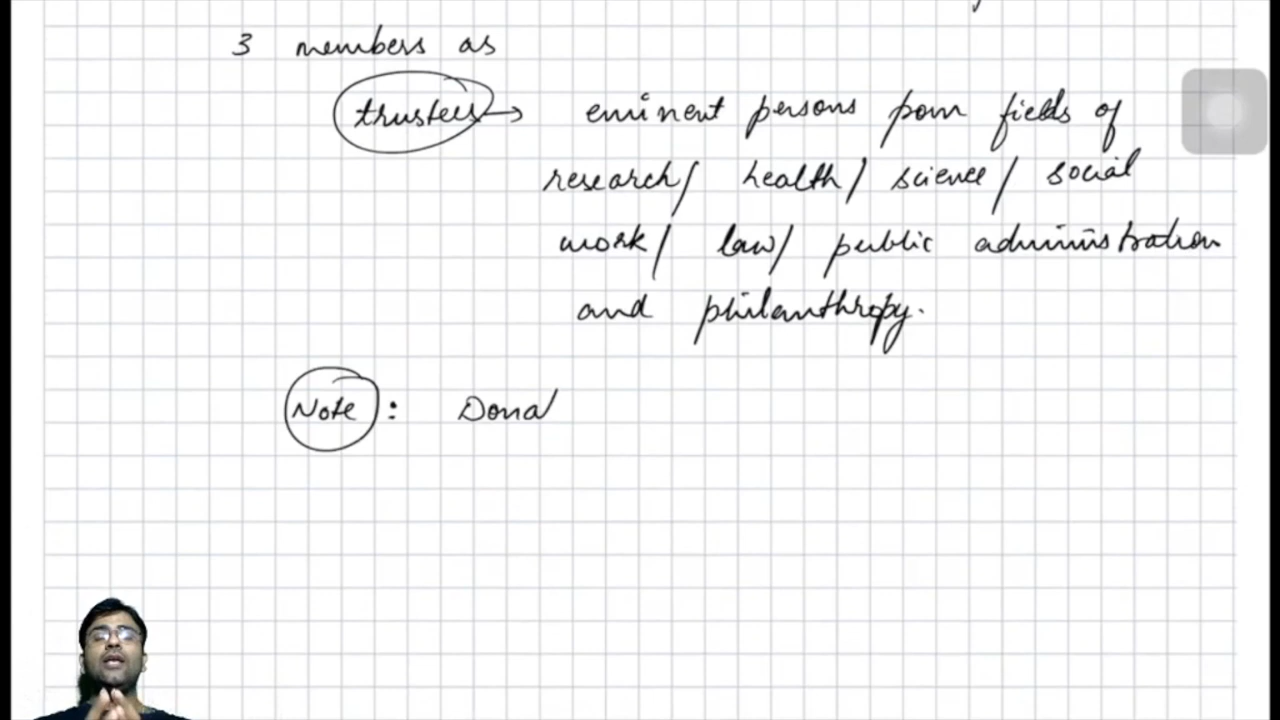 3 members as
trustees → eminent persons from fields of
research/ health/ science/ social
work/ law/ public administration
and philanthropy.
Note : Dona